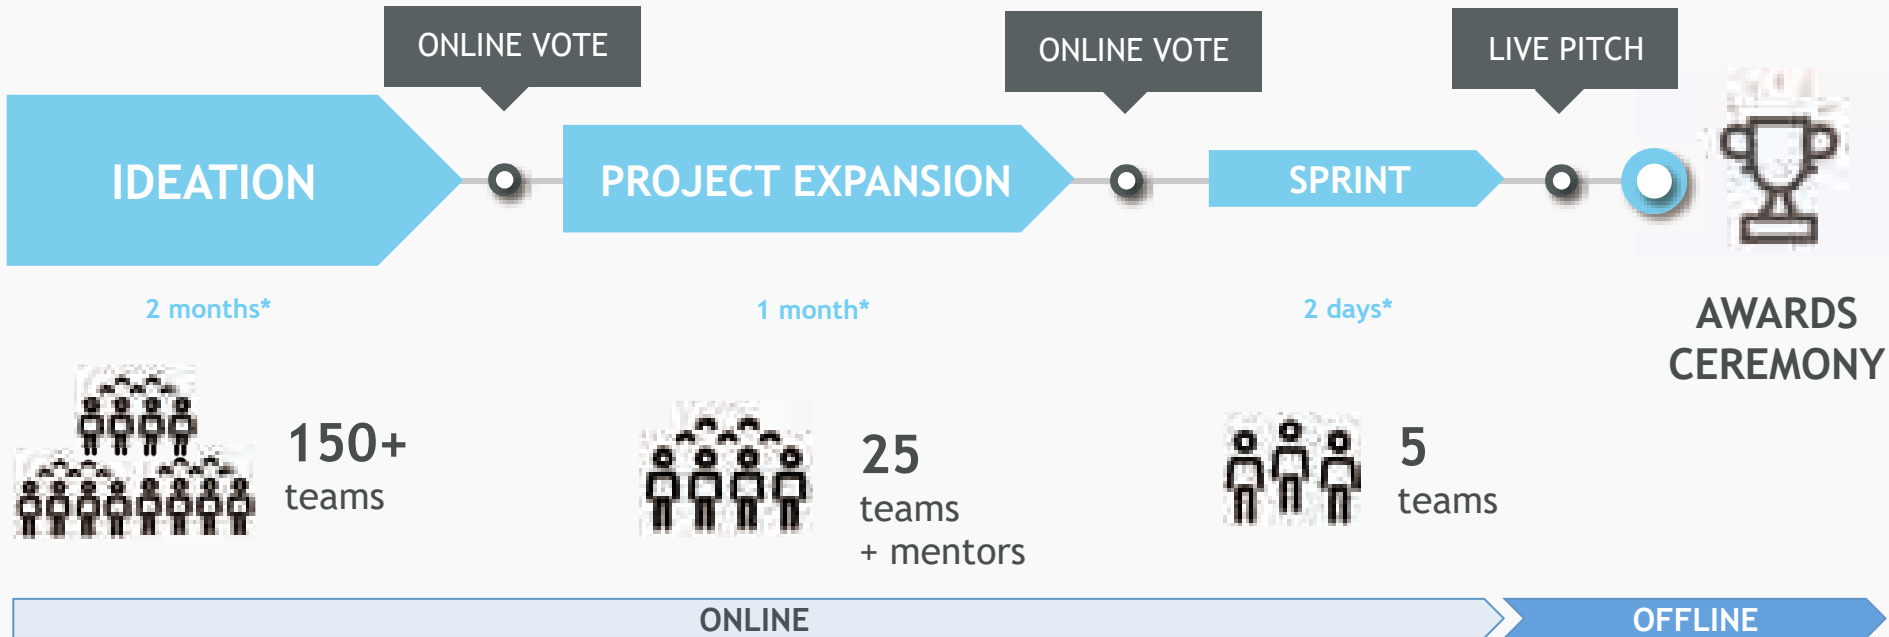 ONLINE VOTE
ONLINE VOTE
LIVE PITCH
IDEATION
PROJECT EXPANSION
SPRINT
2 months*
1 month*
2 days*
AWARDS
CEREMONY
150+
teams
25
teams
+ mentors
5
teams
ONLINE
OFFLINE